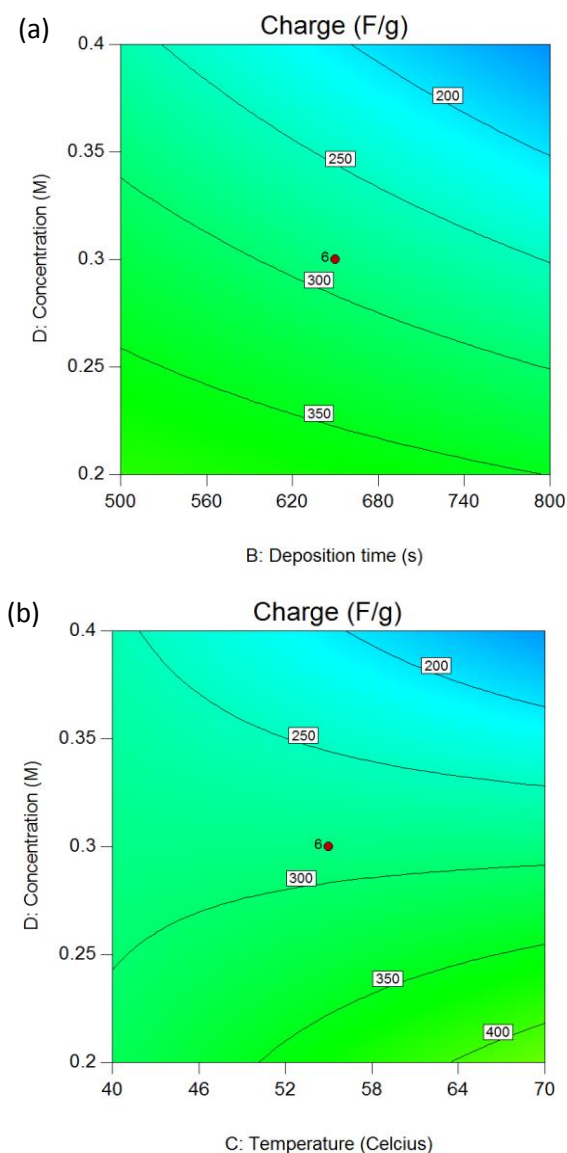 (a)
Charge (F/g)
0.4
200
0.35
250
D: Concentration (M)
0.3
6
300
0.25
350
0.2
500 560 620 680 740 800
B: Deposition time (s)
(b)
Charge (F/g)
0.4
200
0.35
250
D: Concentration (M)
0.3
6
300
0.25
350
400
0.2
40 46 52 58 64 70
C: Temperature (Celcius)